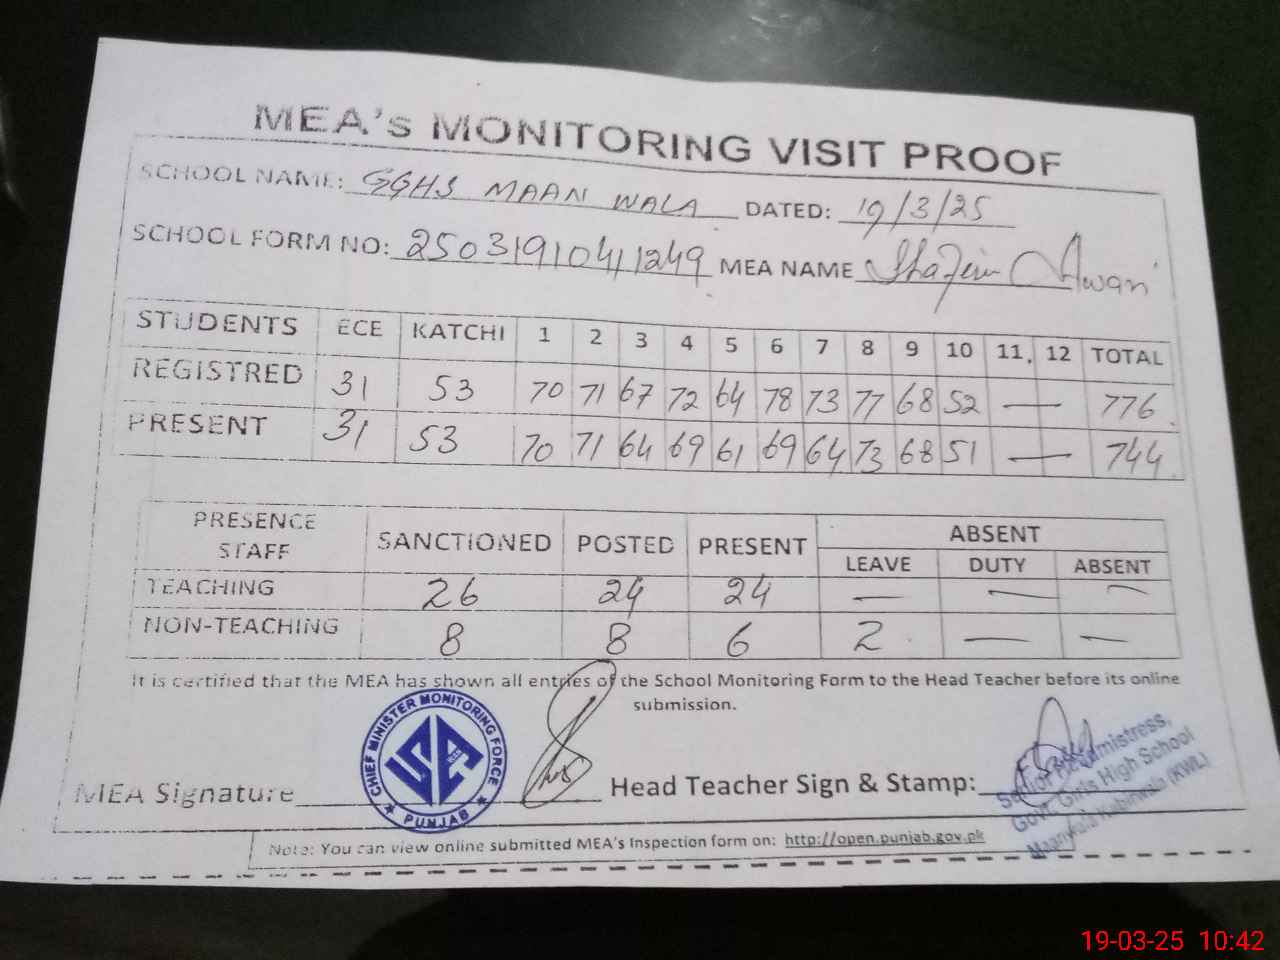 MEA's MONITORING VISIT PROOF
SCHOOL NAME: GGHS MAAN WALA DATED: 19/3/25
SCHOOL FORM NO: 25031910411249 MEA NAME Awan
STUDENTS ECE KATCHI 1 2 3 4 5 6 7 8 9 10 11, 12 TOTAL
REGISTRED 31 53 70 71 67 72 64 78 73 77 68 52 — 776
PRESENT 31 53 70 71 64 69 61 69 64 73 68 51 — 744
PRESENCE STAFF SANCTIONED POSTED PRESENT ABSENT
LEAVE DUTY ABSENT
TEACHING 26 24 24 — — —
NON-TEACHING 8 8 6 2 — —
It is certified that the MEA has shown all entries of the School Monitoring Form to the Head Teacher before its online
submission.
CHIEF MINISTER MONITORING FORCE
PUNJAB
MEA Signature
Head Teacher Sign & Stamp:
Senior Headmistress,
Govt. Girls High School
Maanwala Kabirwala (KWL)
Note: You can view online submitted MEA's Inspection form on: http://open.punjab.gov.pk
19-03-25 10:42